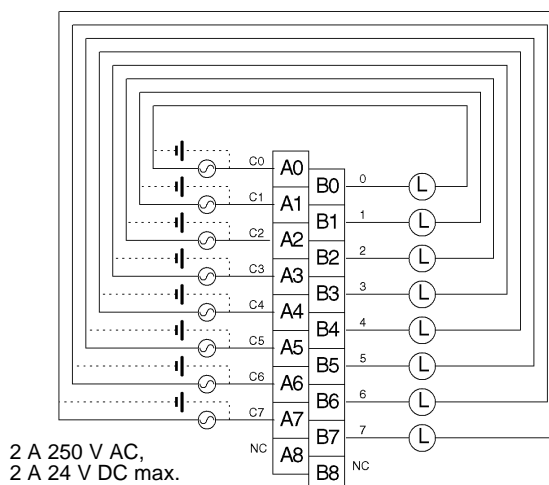 C0 A0
B0 0 L
C1 A1
B1 1 L
C2 A2
B2 2 L
C3 A3
B3 3 L
C4 A4
B4 4 L
C5 A5
B5 5 L
C6 A6
B6 6 L
C7 A7
B7 7 L
NC A8
B8 NC
2 A 250 V AC,
2 A 24 V DC max.